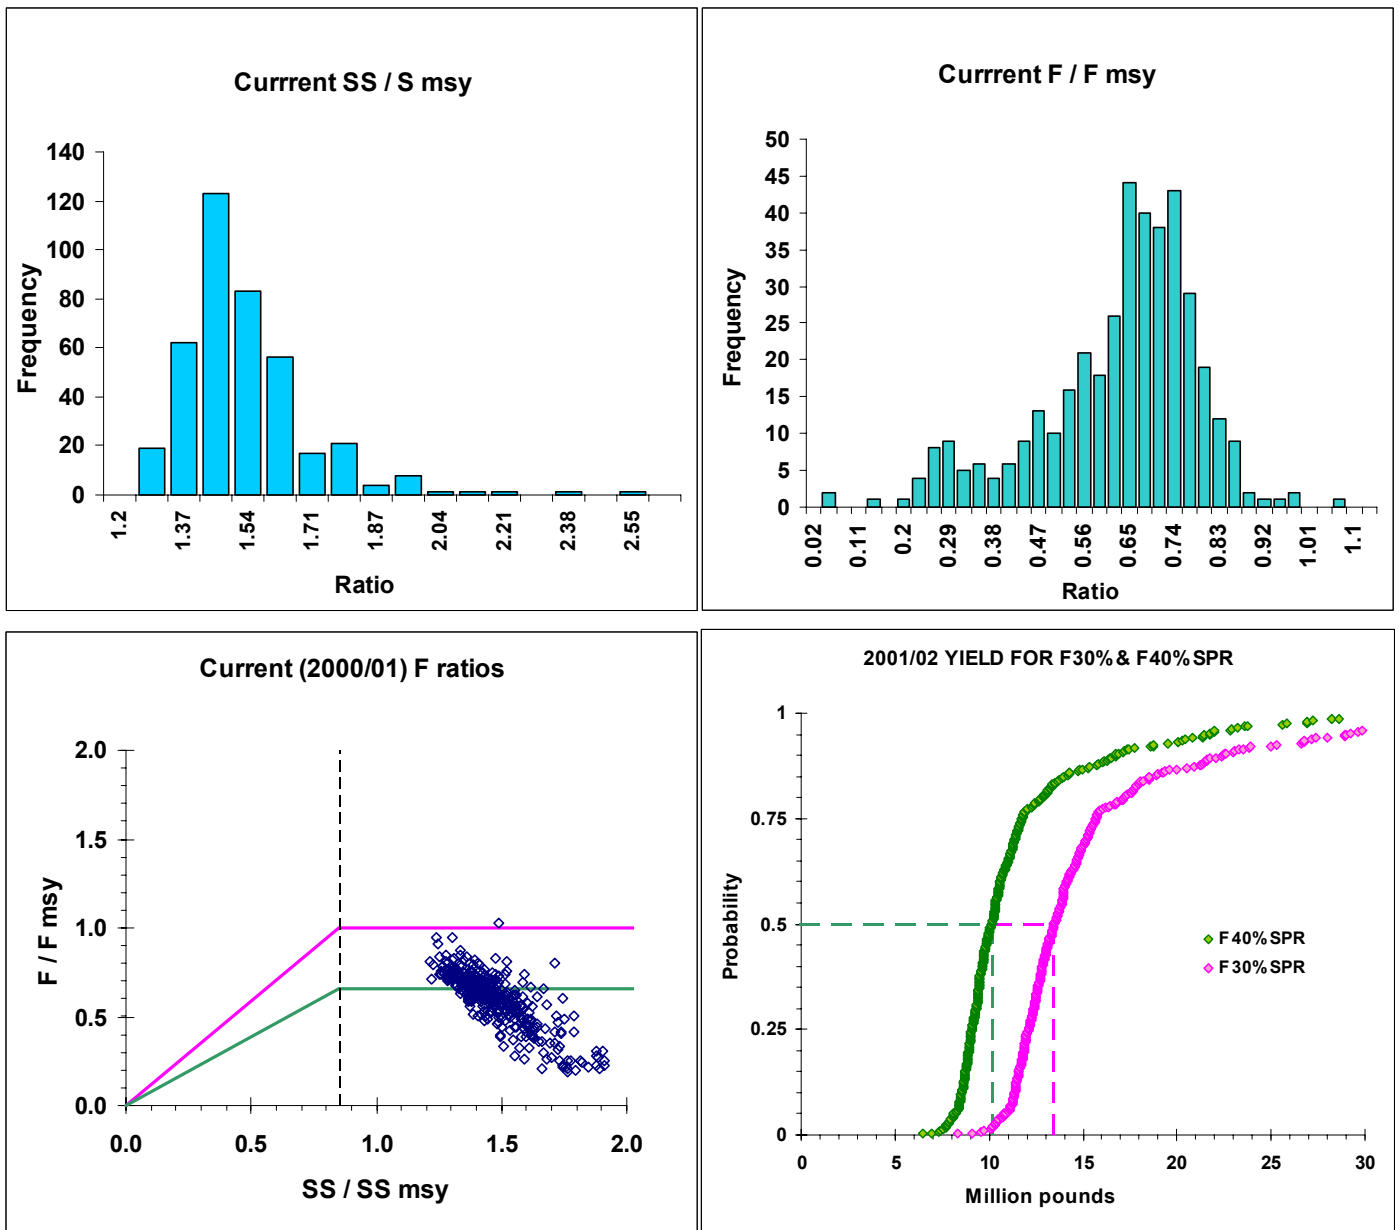 Currrent SS / S msy
140
120
100
80
60
40
20
0
Frequency
1.2 1.37 1.54 1.71 1.87 2.04 2.21 2.38 2.55
Ratio
Currrent F / F msy
50
45
40
35
30
25
20
15
10
5
0
Frequency
0.02 0.11 0.2 0.29 0.38 0.47 0.56 0.65 0.74 0.83 0.92 1.01 1.1
Ratio
Current (2000/01) F ratios
2.0
1.5
1.0
0.5
0.0
F / F msy
0.0 0.5 1.0 1.5 2.0
SS / SS msy
2001/02 YIELD FOR F30% & F40% SPR
1
0.75
0.5
0.25
0
Probability
F 40% SPR
F 30% SPR
0 5 10 15 20 25 30
Million pounds